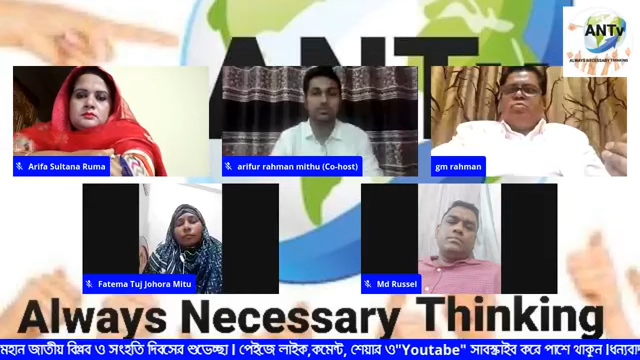 ANTv
ALWAYS NECESSARY THINKING
ANTv
Arifa Sultana Ruma
arifur rahman mithu (Co-host)
gm rahman
Fatema Tuj Johora Mitu
Md Russel
Always Necessary Thinking
মহান জাতীয় বিপ্লব ও সংহতি দিবসের শুভেচ্ছা । পেইজে লাইক,কমেন্ট, শেয়ার ও"Youtabe" সাবস্ক্রাইব করে পাশে থাকুন ।ধন্যবা